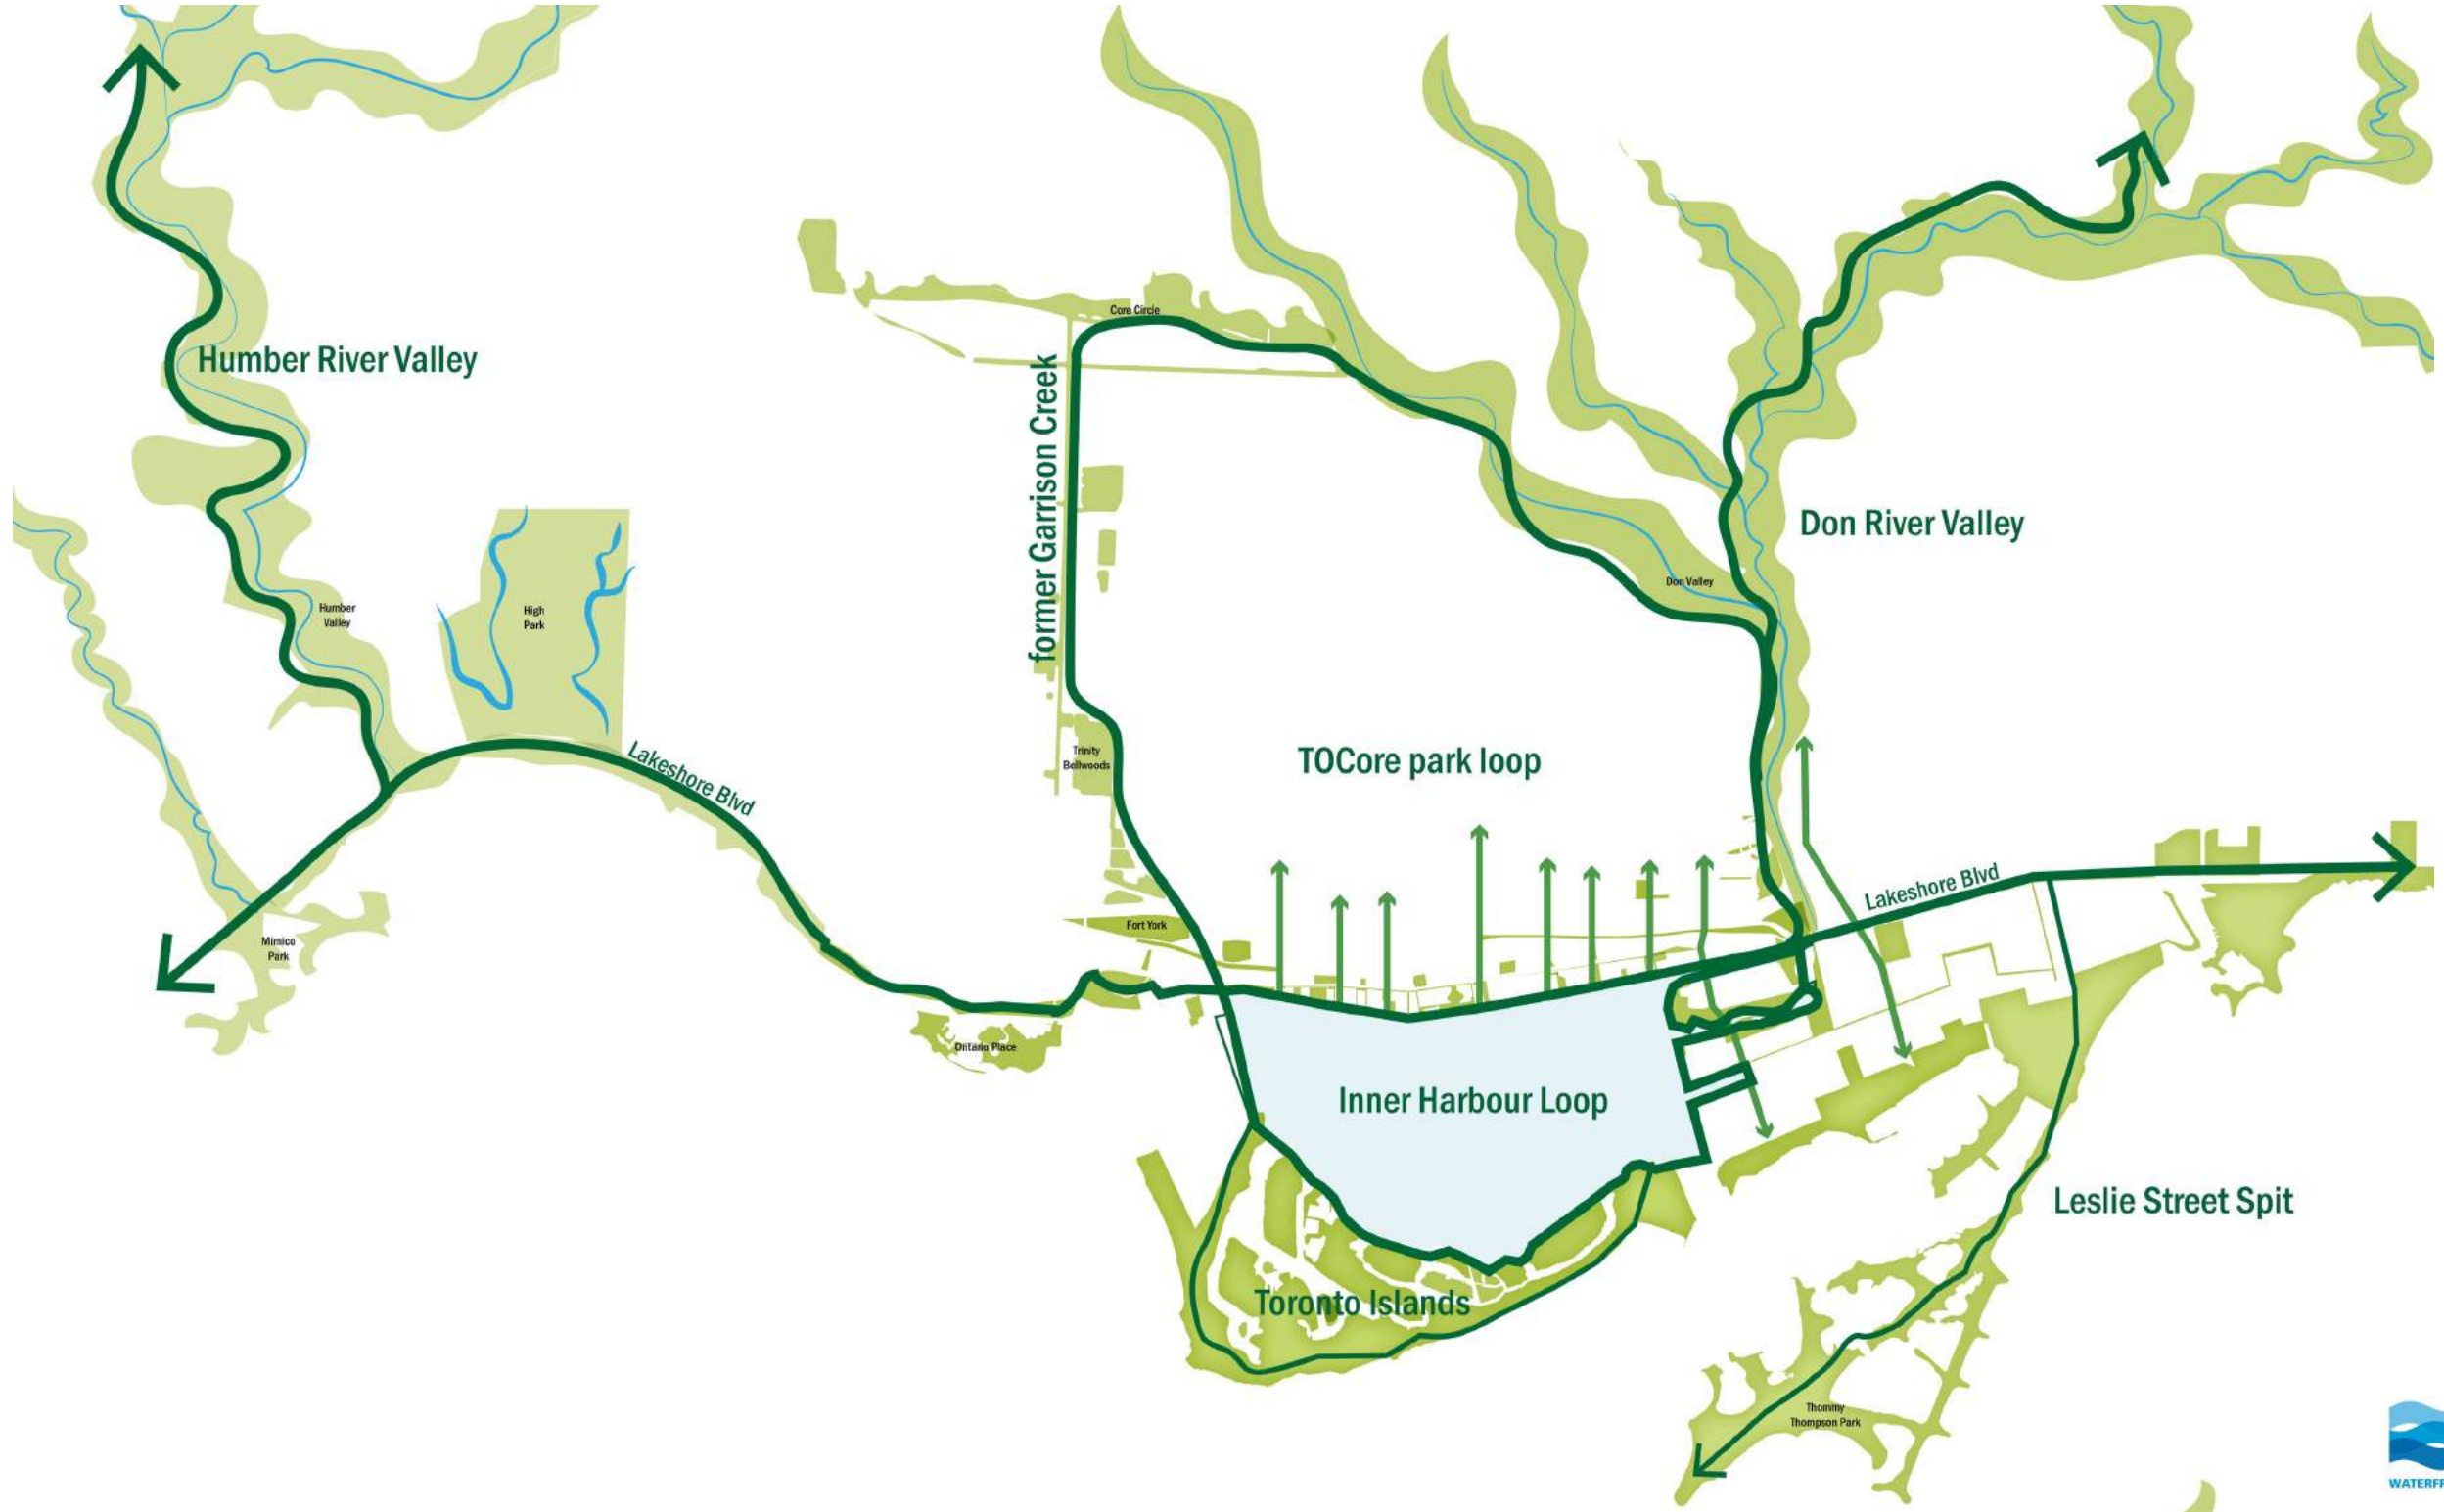 Core Circle
Humber River Valley
former Garrison Creek
Don River Valley
Don Valley
Humber
Valley
High
Park
Trinity
Bellwoods
TOCore park loop
Lakeshore Blvd
Lakeshore Blvd
Fort York
Mimico
Park
Ontario Place
Inner Harbour Loop
Leslie Street Spit
Toronto Islands
Thommy
Thompson Park